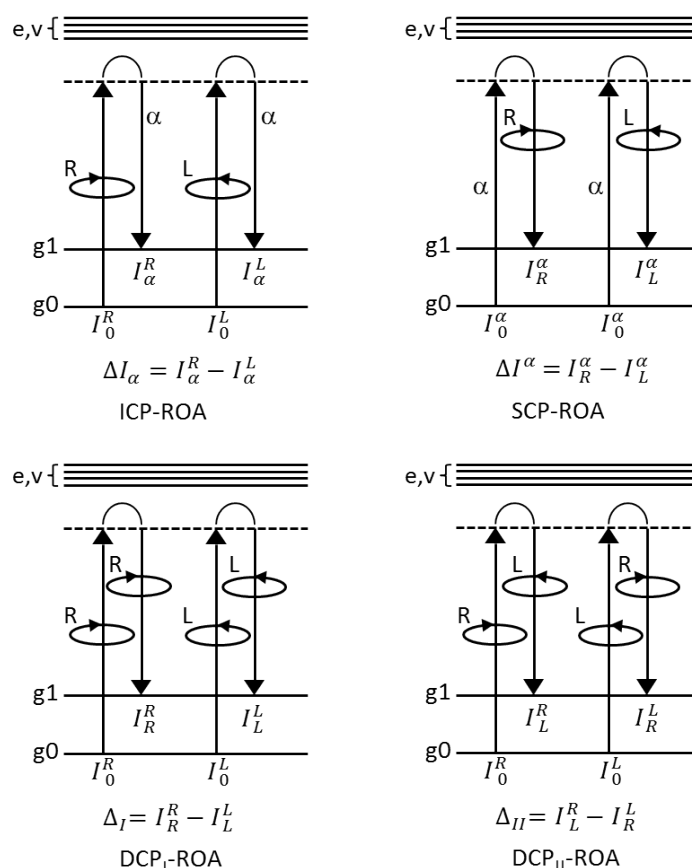 e,v
α
α
R
L
g1
I_α^R
I_α^L
g0
I_0^R
I_0^L
ΔI_α = I_α^R − I_α^L
ICP-ROA
e,v
R
L
α
α
g1
I_R^α
I_L^α
g0
I_0^α
I_0^α
ΔI^α = I_R^α − I_L^α
SCP-ROA
e,v
R
L
R
L
g1
I_R^R
I_L^L
g0
I_0^R
I_0^L
Δ_I = I_R^R − I_L^L
DCP_I-ROA
e,v
L
R
R
L
g1
I_L^R
I_R^L
g0
I_0^R
I_0^L
Δ_II = I_L^R − I_R^L
DCP_II-ROA